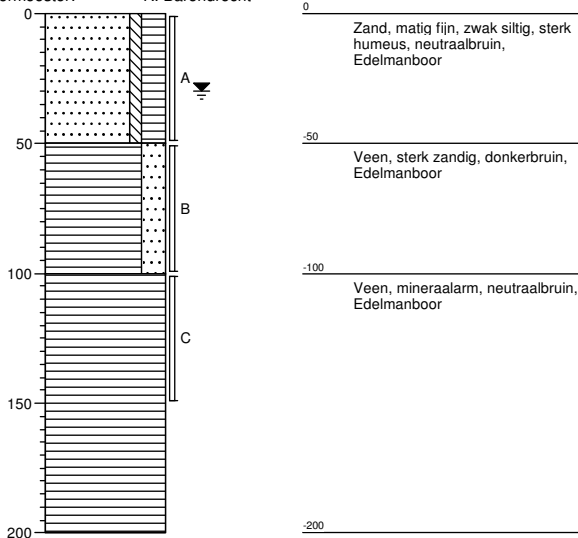 0
50
100
150
200
A
B
C
0
Zand, matig fijn, zwak siltig, sterk
humeus, neutraalbruin,
Edelmanboor
-50
Veen, sterk zandig, donkerbruin,
Edelmanboor
-100
Veen, mineraalarm, neutraalbruin,
Edelmanboor
-200